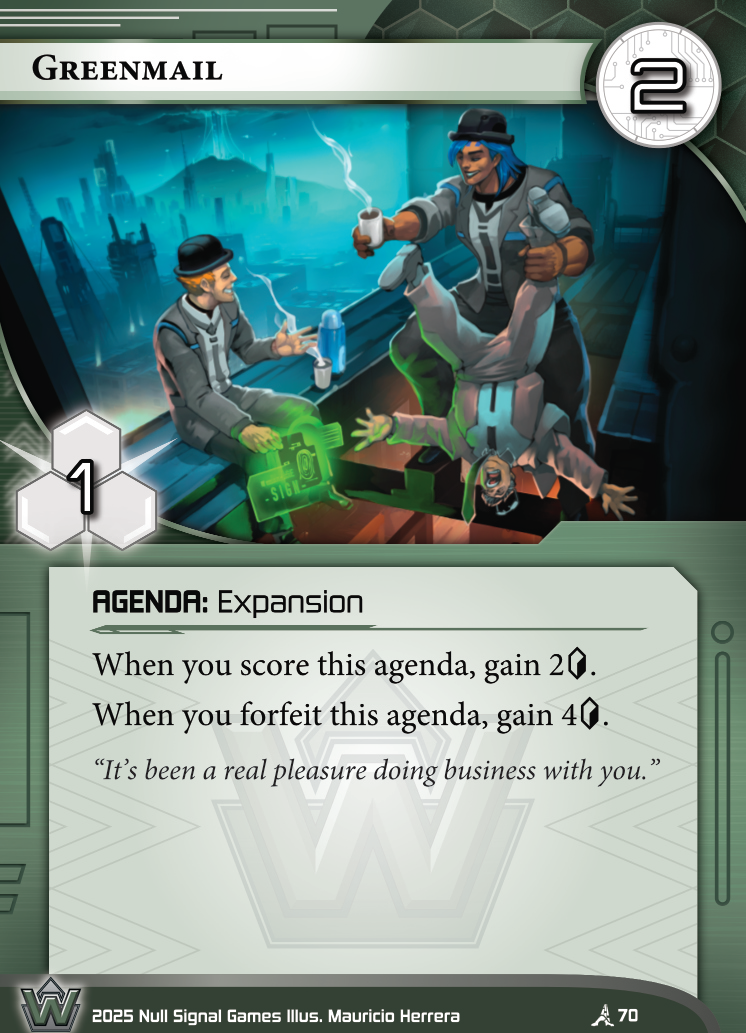 Greenmail
2
SIGN
1
AGENDA: Expansion
When you score this agenda, gain 2.
When you forfeit this agenda, gain 4.
“It’s been a real pleasure doing business with you.”
W
2025 Null Signal Games Illus. Mauricio Herrera
70